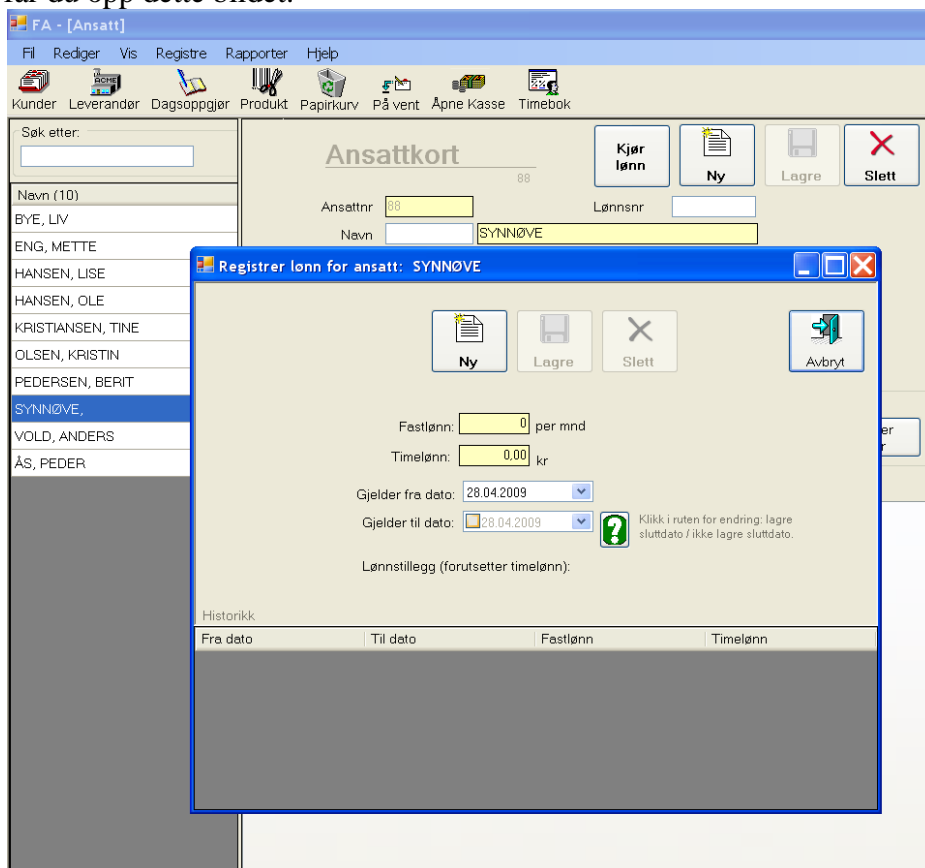 får du opp dette bildet.
FA - [Ansatt]
Fil Rediger Vis Registre Rapporter Hjelp
Kunder Leverandør Dagsoppgjør Produkt Papirkurv På vent Åpne Kasse Timebok
Søk etter:
Navn (10)
BYE, LIV
ENG, METTE
HANSEN, LISE
HANSEN, OLE
KRISTIANSEN, TINE
OLSEN, KRISTIN
PEDERSEN, BERIT
SYNNØVE,
VOLD, ANDERS
ÅS, PEDER
Ansattkort
88
Kjør lønn
Ny
Lagre
Slett
Ansattnr 88 Lønnsnr
Navn SYNNØVE
Registrer lønn for ansatt: SYNNØVE
Ny Lagre Slett Avbryt
Fastlønn: 0 per mnd
Timelønn: 0,00 kr
Gjelder fra dato: 28.04.2009
Gjelder til dato: 28.04.2009
Klikk i ruten for endring: lagre
sluttdato / ikke lagre sluttdato.
Lønnstillegg (forutsetter timelønn):
Historikk
Fra dato Til dato Fastlønn Timelønn